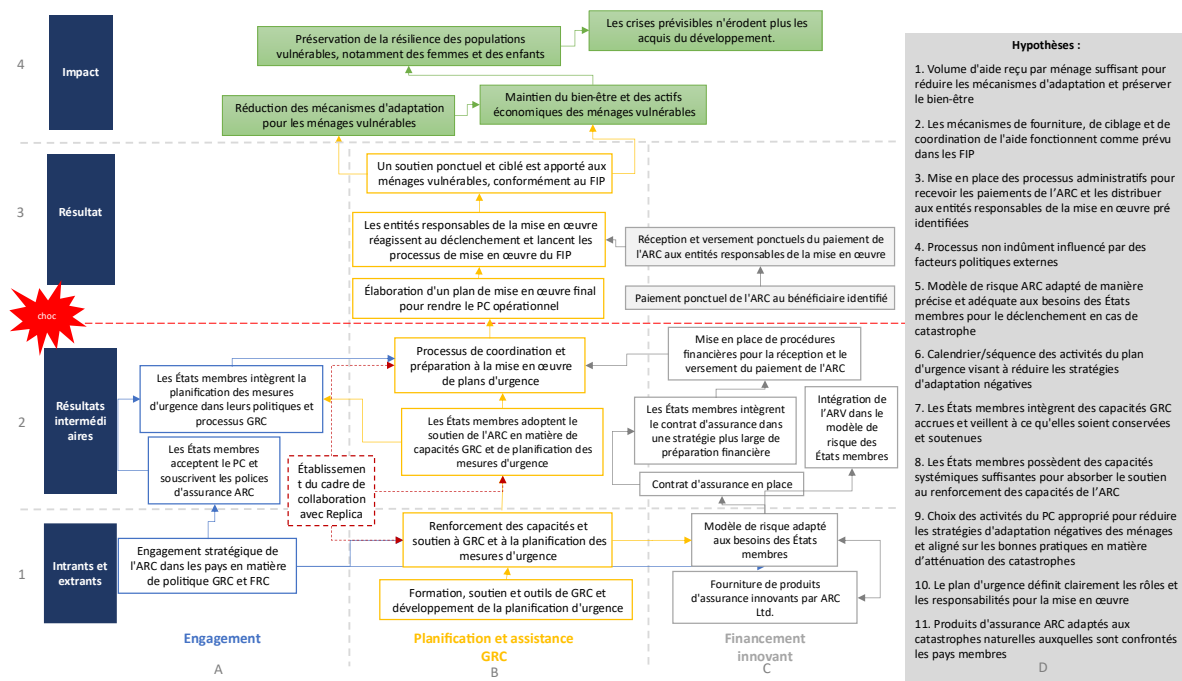 4
Impact
Préservation de la résilience des populations
vulnérables, notamment des femmes et des enfants
Les crises prévisibles n'érodent plus les
acquis du développement.
Réduction des mécanismes d'adaptation
pour les ménages vulnérables
Maintien du bien-être et des actifs
économiques des ménages vulnérables
3
Résultat
Un soutien ponctuel et ciblé est apporté aux
ménages vulnérables, conformément au FIP
Les entités responsables de la mise en œuvre
réagissent au déclenchement et lancent les
processus de mise en œuvre du FIP
Réception et versement ponctuels du paiement de
l'ARC aux entités responsables de la mise en œuvre
Élaboration d'un plan de mise en œuvre final
pour rendre le PC opérationnel
Paiement ponctuel de l'ARC au bénéficiaire identifié
choc
2
Résultats
intermédi
aires
Les États membres intègrent la
planification des mesures
d'urgence dans leurs politiques et
processus GRC
Les États membres
acceptent le PC et
souscrivent les polices
d'assurance ARC
Processus de coordination et
préparation à la mise en œuvre
de plans d'urgence
Les États membres adoptent le
soutien de l'ARC en matière de
capacités GRC et de planification des
mesures d'urgence
Établissemen
t du cadre de
collaboration
avec Replica
Mise en place de procédures
financières pour la réception et le
versement du paiement de l'ARC
Les États membres intègrent
le contrat d'assurance dans
une stratégie plus large de
préparation financière
Intégration de
l'ARV dans le
modèle de
risque des
États membres
Contrat d'assurance en place
1
Intrants et
extrants
Engagement stratégique de
l'ARC dans les pays en matière
de politique GRC et FRC
Renforcement des capacités et
soutien à GRC et à la planification des
mesures d'urgence
Formation, soutien et outils de GRC et
développement de la planification d'urgence
Modèle de risque adapté
aux besoins des États
membres
Fourniture de produits
d'assurance innovants par ARC
Ltd.
Engagement
A
Planification et assistance
GRC
B
Financement
innovant
C
Hypothèses :
1. Volume d'aide reçu par ménage suffisant pour
réduire les mécanismes d'adaptation et préserver
le bien-être
2. Les mécanismes de fourniture, de ciblage et de
coordination de l'aide fonctionnent comme prévu
dans les FIP
3. Mise en place des processus administratifs pour
recevoir les paiements de l'ARC et les distribuer
aux entités responsables de la mise en œuvre pré
identifiées
4. Processus non indûment influencé par des
facteurs politiques externes
5. Modèle de risque ARC adapté de manière
précise et adéquate aux besoins des États
membres pour le déclenchement en cas de
catastrophe
6. Calendrier/séquence des activités du plan
d'urgence visant à réduire les stratégies
d'adaptation négatives
7. Les États membres intègrent des capacités GRC
accrues et veillent à ce qu'elles soient conservées
et soutenues
8. Les États membres possèdent des capacités
systémiques suffisantes pour absorber le soutien
au renforcement des capacités de l'ARC
9. Choix des activités du PC approprié pour réduire
les stratégies d'adaptation négatives des ménages
et aligné sur les bonnes pratiques en matière
d'atténuation des catastrophes
10. Le plan d'urgence définit clairement les rôles et
les responsabilités pour la mise en œuvre
11. Produits d'assurance ARC adaptés aux
catastrophes naturelles auxquelles sont confrontés
les pays membres
D